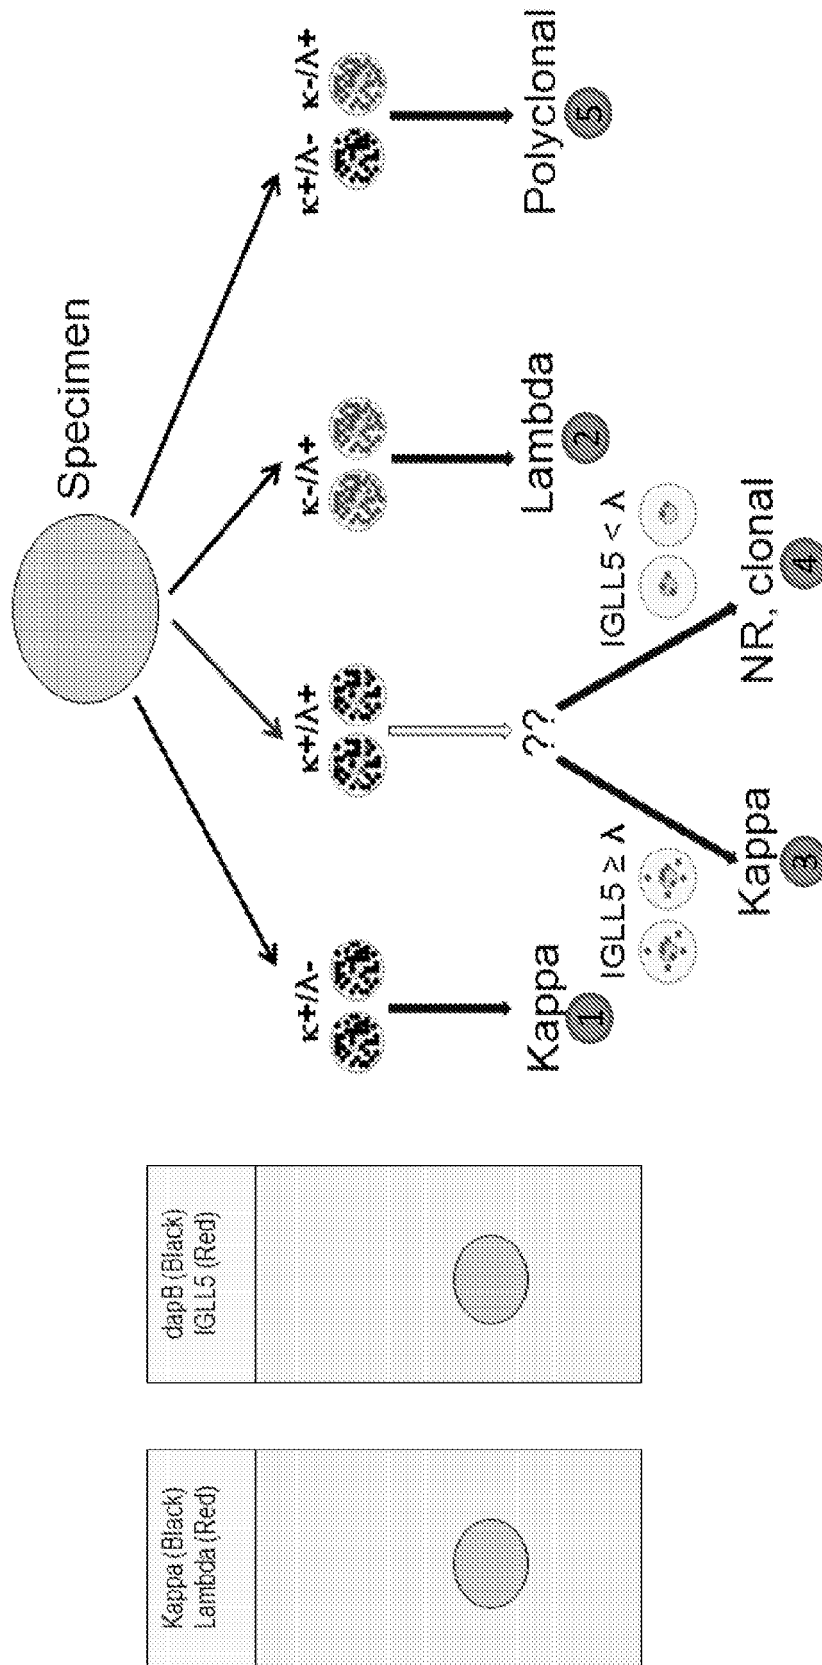 Kappa (Black)
Lambda (Red)
dapB (Black)
IGLL5 (Red)
Specimen
κ+/λ-
κ+/λ+
κ-/λ+
κ+/λ- κ-/λ+
Kappa
1
??
Lambda
2
Polyclonal
5
IGLL5 ≥ λ
IGLL5 < λ
Kappa
3
NR, clonal
4